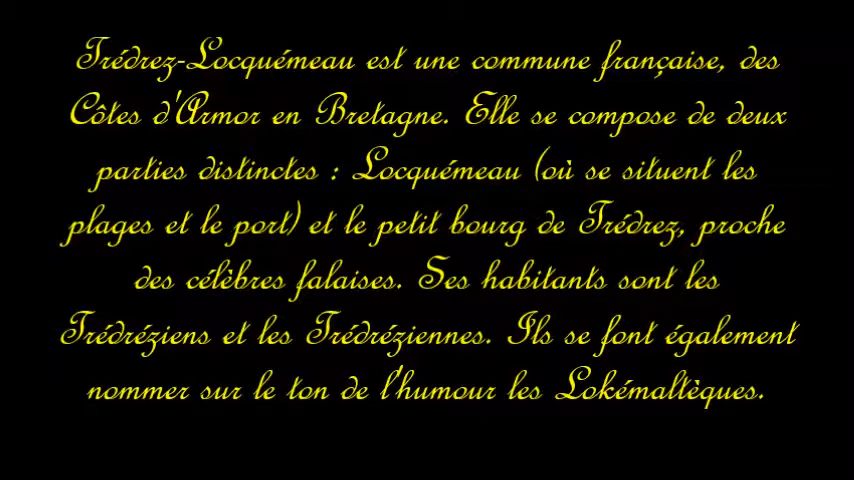 Trédrez-Locquémeau est une commune française, des
Côtes d'Armor en Bretagne. Elle se compose de deux
parties distinctes : Locquémeau (où se situent les
plages et le port) et le petit bourg de Trédrez, proche
des célèbres falaises. Ses habitants sont les
Trédréziens et les Trédréziennes. Ils se font également
nommer sur le ton de l'humour les Lokémaltèques.